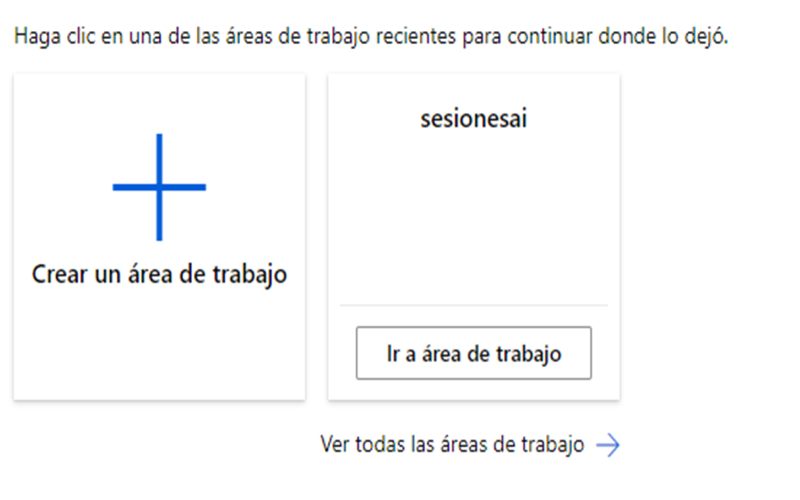 Haga clic en una de las áreas de trabajo recientes para continuar donde lo dejó.
sesionesai
Crear un área de trabajo
Ir a área de trabajo
Ver todas las áreas de trabajo